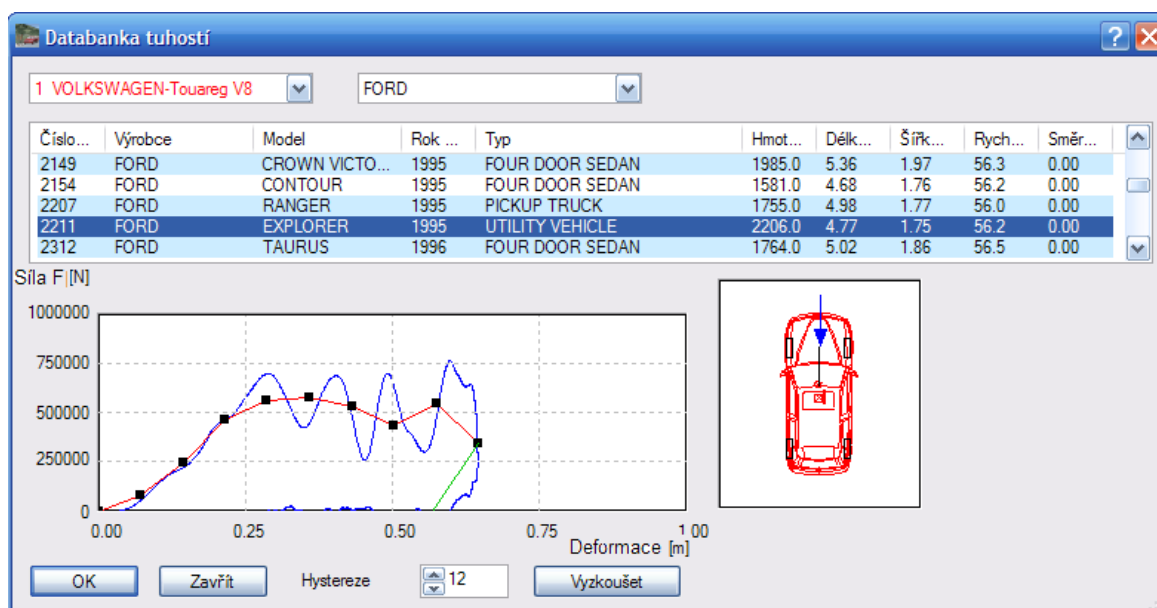 Databanka tuhostí
1 VOLKSWAGEN-Touareg V8 FORD
Číslo... Výrobce Model Rok ... Typ Hmot... Délk... Šířk... Rych... Směr...
2149 FORD CROWN VICTO... 1995 FOUR DOOR SEDAN 1985.0 5.36 1.97 56.3 0.00
2154 FORD CONTOUR 1995 FOUR DOOR SEDAN 1581.0 4.68 1.76 56.2 0.00
2207 FORD RANGER 1995 PICKUP TRUCK 1755.0 4.98 1.77 56.0 0.00
2211 FORD EXPLORER 1995 UTILITY VEHICLE 2206.0 4.77 1.75 56.2 0.00
2312 FORD TAURUS 1996 FOUR DOOR SEDAN 1764.0 5.02 1.86 56.5 0.00
Síla F [N]
1000000
750000
500000
250000
0
0.00 0.25 0.50 0.75 1 00
Deformace [m]
OK Zavřít Hystereze 12 Vyzkoušet